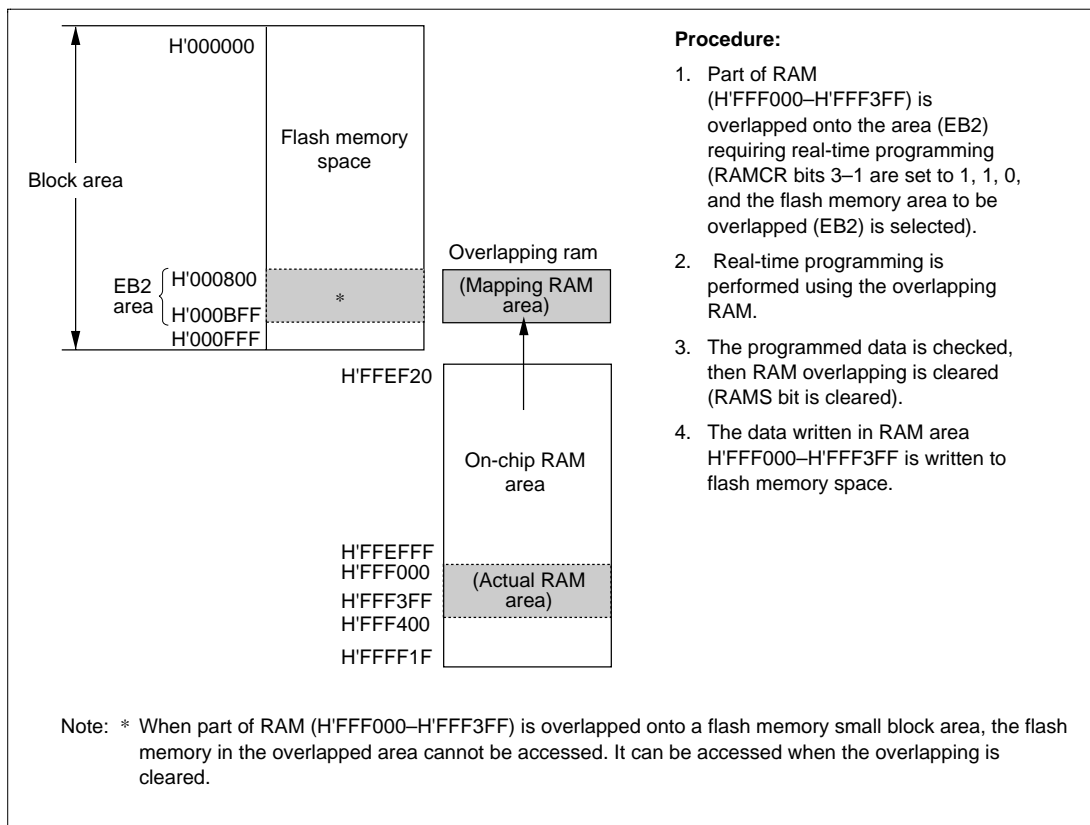 H'000000
Flash memory
space
Block area
EB2
area
H'000800
H'000BFF
H'000FFF
*
Overlapping ram
(Mapping RAM
area)
H'FFEF20
On-chip RAM
area
H'FFEFFF
H'FFF000
H'FFF3FF
H'FFF400
H'FFFF1F
(Actual RAM
area)
Procedure:
1. Part of RAM
(H'FFF000–H'FFF3FF) is
overlapped onto the area (EB2)
requiring real-time programming
(RAMCR bits 3–1 are set to 1, 1, 0,
and the flash memory area to be
overlapped (EB2) is selected).
2. Real-time programming is
performed using the overlapping
RAM.
3. The programmed data is checked,
then RAM overlapping is cleared
(RAMS bit is cleared).
4. The data written in RAM area
H'FFF000–H'FFF3FF is written to
flash memory space.
Note: * When part of RAM (H'FFF000–H'FFF3FF) is overlapped onto a flash memory small block area, the flash
memory in the overlapped area cannot be accessed. It can be accessed when the overlapping is
cleared.